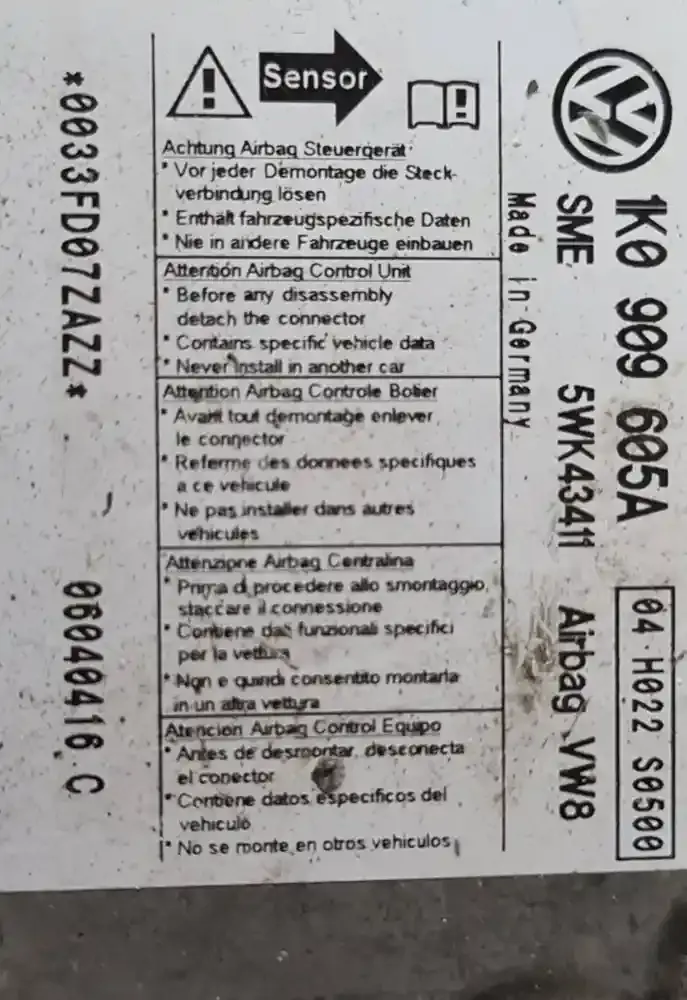 1K0 909 605A
04 H022 S0500
SME 5WK43411 Airbag VW8
Made in Germany
Sensor
Achtung Airbag Steuergerät
* Vor jeder Demontage die Steck-
verbindung lösen
* Enthält fahrzeugspezifische Daten
* Nie in andere Fahrzeuge einbauen
Attention Airbag Control Unit
* Before any disassembly
detach the connector
* Contains specific vehicle data
* Never install in another car
Attention Airbag Controle Boîier
* Avant tout demontage enlever
le connector
* Referme des donnees specifiques
a ce vehicule
* Ne pas installer dans autres
vehicules
Attenzione Airbag Centralina
* Prima di procedere allo smontaggio,
staccare il connessione
* Contiene dati funzionali specifici
per la vettura
* Non e quindi consentito montarla
in un altra vettura
Atencion Airbag Control Equipo
* Antes de desmontar, desconecta
el conector
* Contiene datos especificos del
vehiculo
* No se monte en otros vehiculos
*0033FD07ZAZZ*
06040416 C